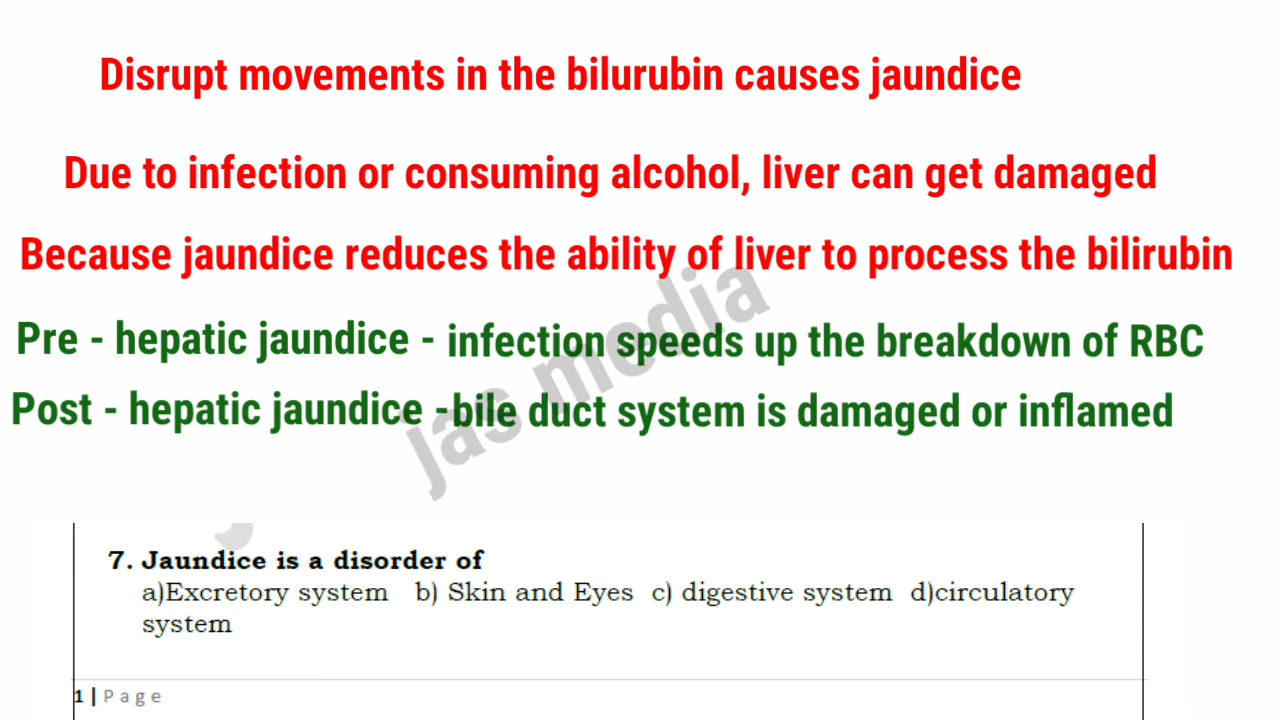 Disrupt movements in the bilurubin causes jaundice
Due to infection or consuming alcohol, liver can get damaged
Because jaundice reduces the ability of liver to process the bilirubin
Pre - hepatic jaundice - infection speeds up the breakdown of RBC
Post - hepatic jaundice -bile duct system is damaged or inflamed
jas media
7. Jaundice is a disorder of
a)Excretory system b) Skin and Eyes c) digestive system d)circulatory
system
1 | Page